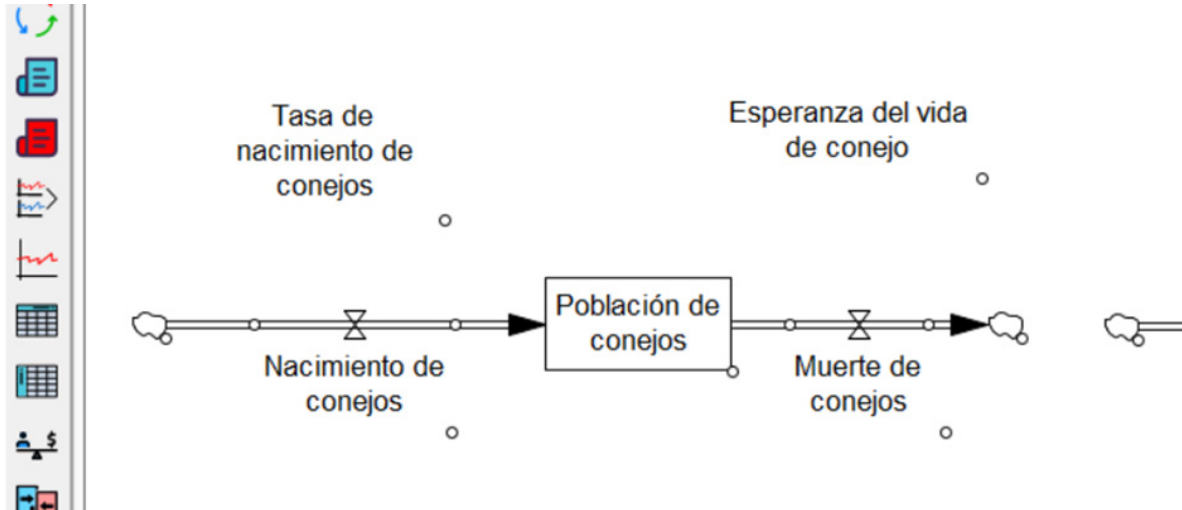 Tasa de
nacimiento de
conejos
Esperanza del vida
de conejo
Población de
conejos
Nacimiento de
conejos
Muerte de
conejos
$